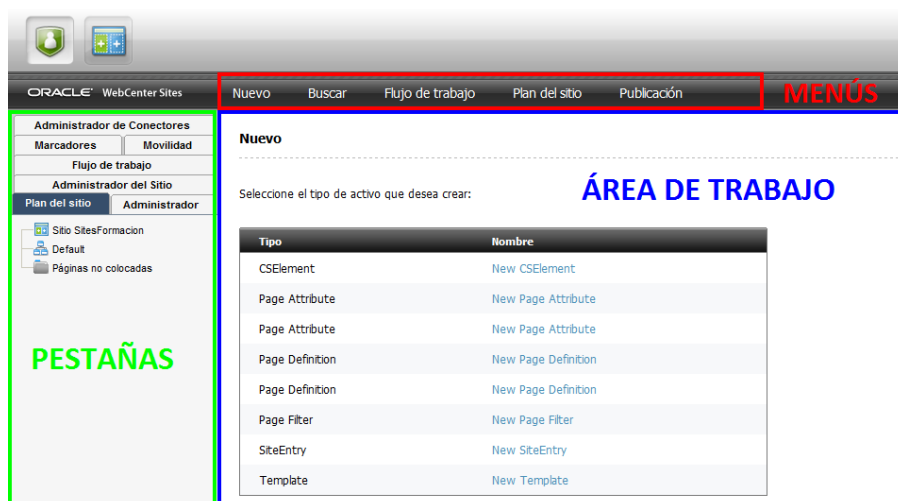 ORACLE WebCenter Sites
Nuevo Buscar Flujo de trabajo Plan del sitio Publicación
MENÚS
Administrador de Conectores
Marcadores Movilidad
Flujo de trabajo
Administrador del Sitio
Plan del sitio Administrador
Sitio SitesFormacion
Default
Páginas no colocadas
PESTAÑAS
Nuevo
Seleccione el tipo de activo que desea crear:
ÁREA DE TRABAJO
Tipo Nombre
CSElement New CSElement
Page Attribute New Page Attribute
Page Attribute New Page Attribute
Page Definition New Page Definition
Page Definition New Page Definition
Page Filter New Page Filter
SiteEntry New SiteEntry
Template New Template